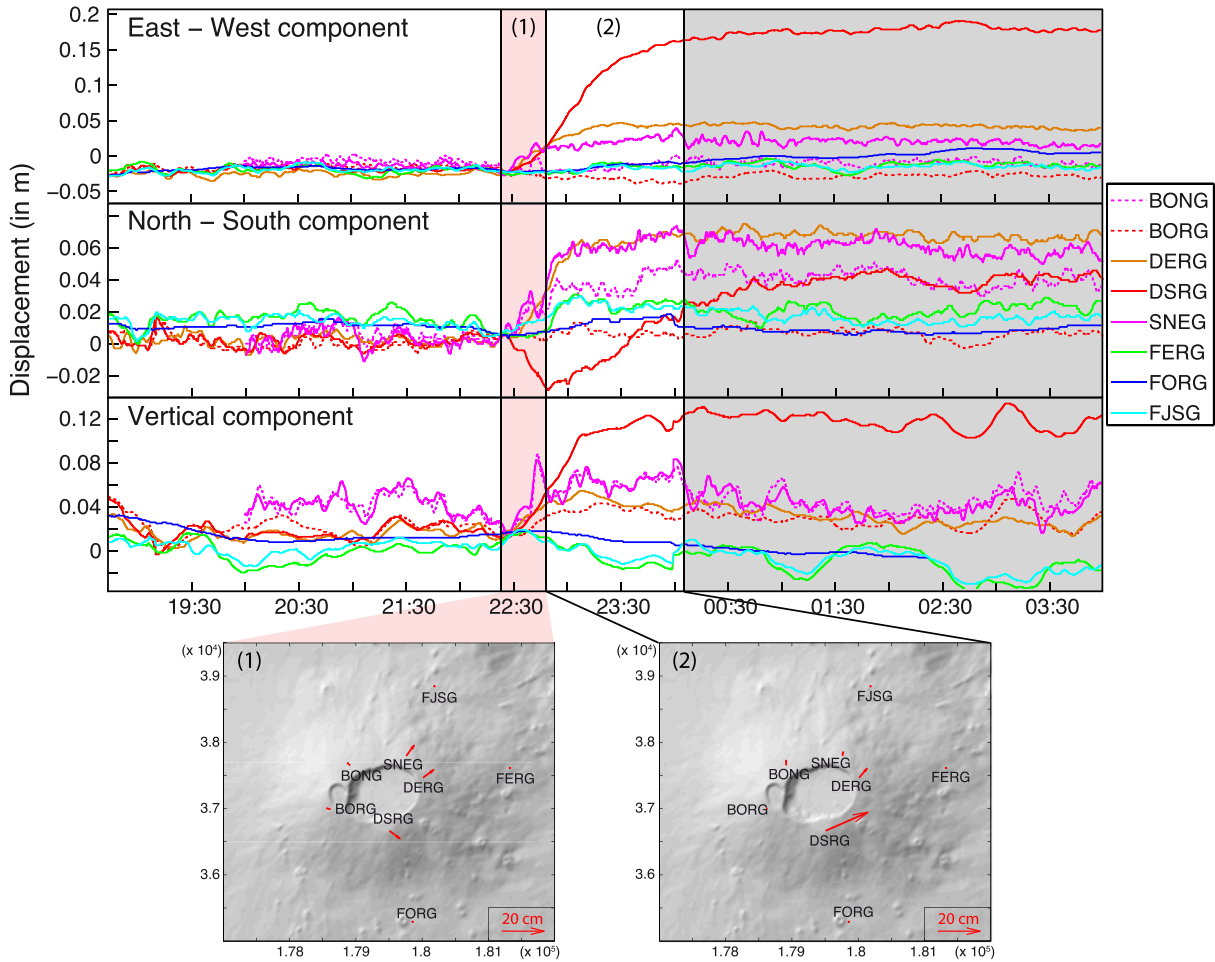 Displacement (in m)
East – West component
(1)
(2)
0.2
0.15
0.1
0.05
0
−0.05
North – South component
0.06
0.04
0.02
0
−0.02
Vertical component
0.12
0.08
0.04
0
19:30 20:30 21:30 22:30 23:30 00:30 01:30 02:30 03:30
BONG
BORG
DERG
DSRG
SNEG
FERG
FORG
FJSG
(x 10⁴)
(1)
3.9
3.8
3.7
3.6
FJSG
SNEG
BONG
DERG
FERG
BORG
DSRG
FORG
20 cm
1.78 1.79 1.8 1.81 (x 10⁵)
(x 10⁴)
(2)
3.9
3.8
3.7
3.6
FJSG
SNEG
BONG
DERG
FERG
BORG
DSRG
FORG
20 cm
1.78 1.79 1.8 1.81 (x 10⁵)